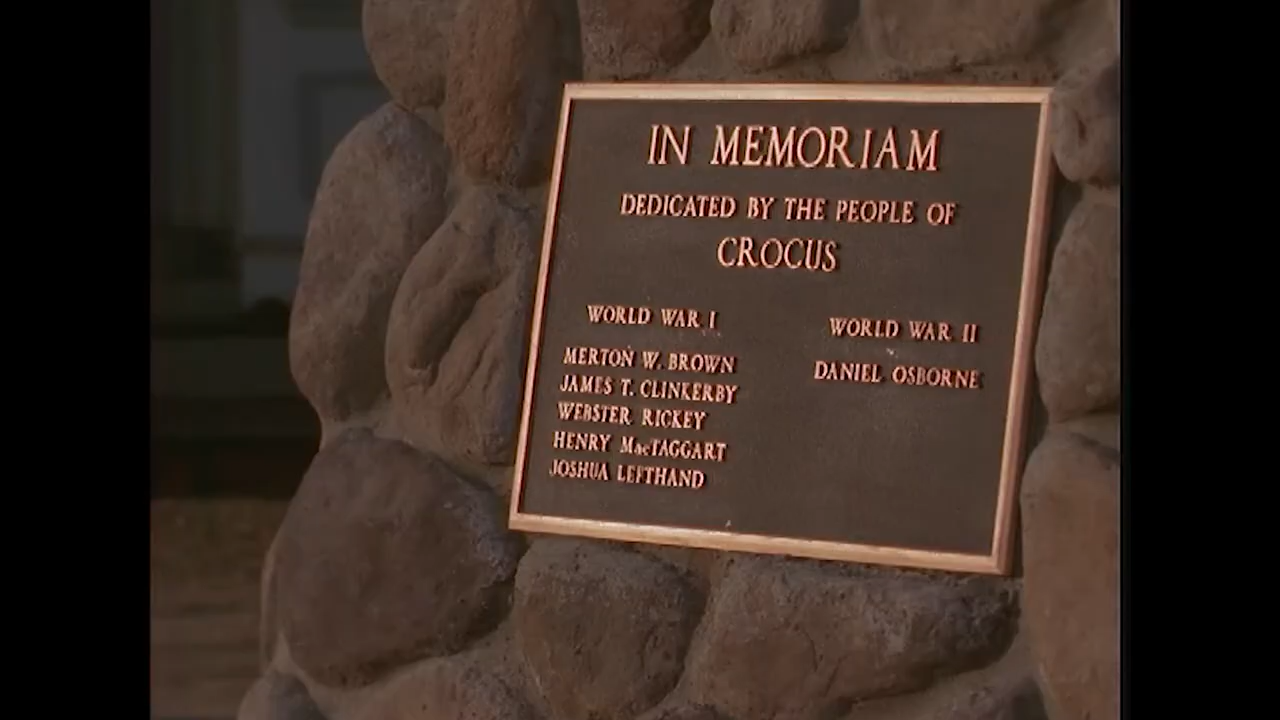 IN MEMORIAM
DEDICATED BY THE PEOPLE OF
CROCUS
WORLD WAR I
MERTON W. BROWN
JAMES T. CLINKERBY
WEBSTER RICKEY
HENRY MacTAGGART
JOSHUA LEFTHAND
WORLD WAR II
DANIEL OSBORNE